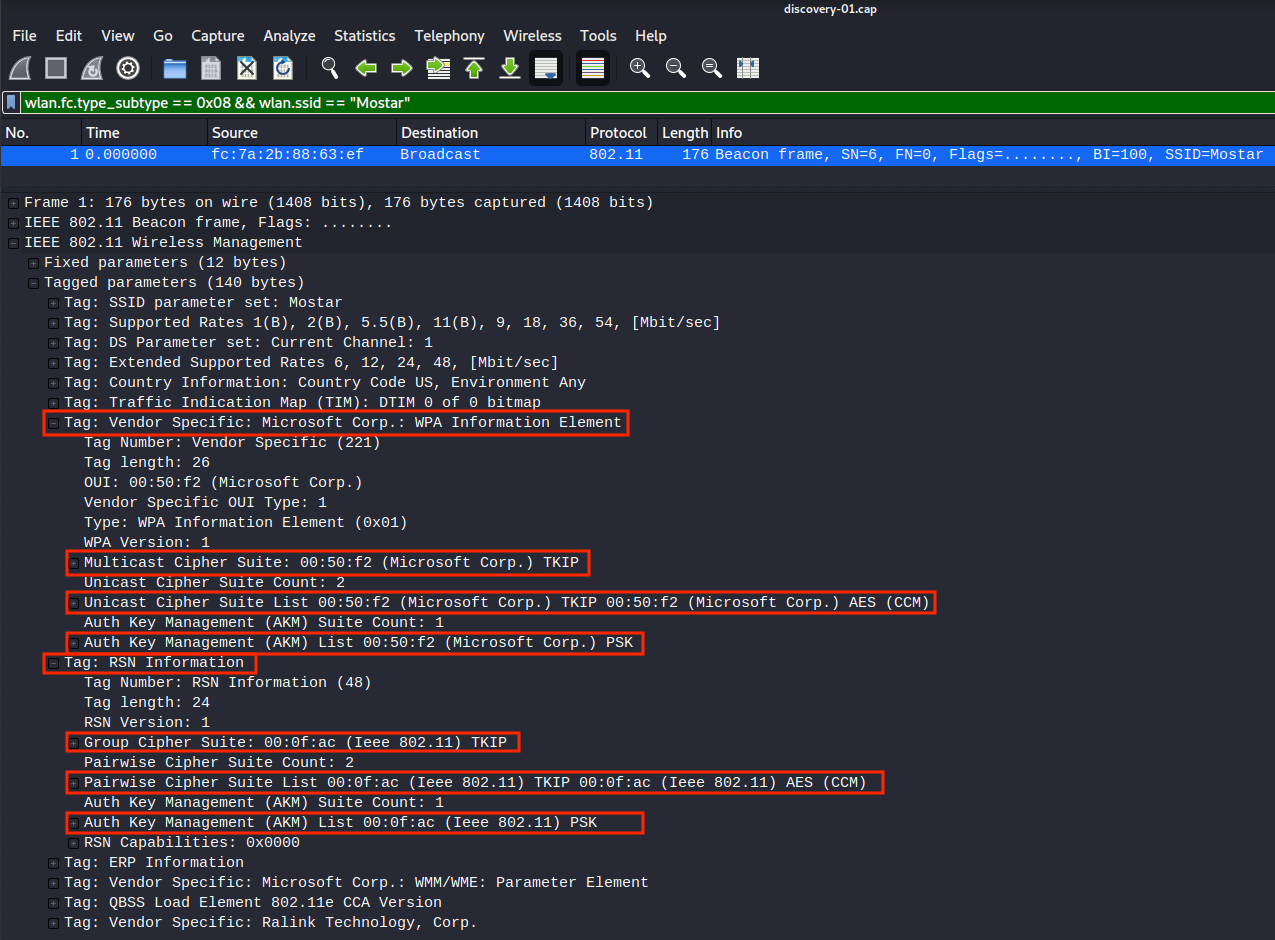 discovery-01.cap
File Edit View Go Capture Analyze Statistics Telephony Wireless Tools Help
wlan.fc.type_subtype == 0x08 && wlan.ssid == "Mostar"
No. Time Source Destination Protocol Length Info
1 0.000000 fc:7a:2b:88:63:ef Broadcast 802.11 176 Beacon frame, SN=6, FN=0, Flags=........, BI=100, SSID=Mostar
Frame 1: 176 bytes on wire (1408 bits), 176 bytes captured (1408 bits)
IEEE 802.11 Beacon frame, Flags: ........
IEEE 802.11 Wireless Management
Fixed parameters (12 bytes)
Tagged parameters (140 bytes)
Tag: SSID parameter set: Mostar
Tag: Supported Rates 1(B), 2(B), 5.5(B), 11(B), 9, 18, 36, 54, [Mbit/sec]
Tag: DS Parameter set: Current Channel: 1
Tag: Extended Supported Rates 6, 12, 24, 48, [Mbit/sec]
Tag: Country Information: Country Code US, Environment Any
Tag: Traffic Indication Map (TIM): DTIM 0 of 0 bitmap
Tag: Vendor Specific: Microsoft Corp.: WPA Information Element
Tag Number: Vendor Specific (221)
Tag length: 26
OUI: 00:50:f2 (Microsoft Corp.)
Vendor Specific OUI Type: 1
Type: WPA Information Element (0x01)
WPA Version: 1
Multicast Cipher Suite: 00:50:f2 (Microsoft Corp.) TKIP
Unicast Cipher Suite Count: 2
Unicast Cipher Suite List 00:50:f2 (Microsoft Corp.) TKIP 00:50:f2 (Microsoft Corp.) AES (CCM)
Auth Key Management (AKM) Suite Count: 1
Auth Key Management (AKM) List 00:50:f2 (Microsoft Corp.) PSK
Tag: RSN Information
Tag Number: RSN Information (48)
Tag length: 24
RSN Version: 1
Group Cipher Suite: 00:0f:ac (Ieee 802.11) TKIP
Pairwise Cipher Suite Count: 2
Pairwise Cipher Suite List 00:0f:ac (Ieee 802.11) TKIP 00:0f:ac (Ieee 802.11) AES (CCM)
Auth Key Management (AKM) Suite Count: 1
Auth Key Management (AKM) List 00:0f:ac (Ieee 802.11) PSK
RSN Capabilities: 0x0000
Tag: ERP Information
Tag: Vendor Specific: Microsoft Corp.: WMM/WME: Parameter Element
Tag: QBSS Load Element 802.11e CCA Version
Tag: Vendor Specific: Ralink Technology, Corp.